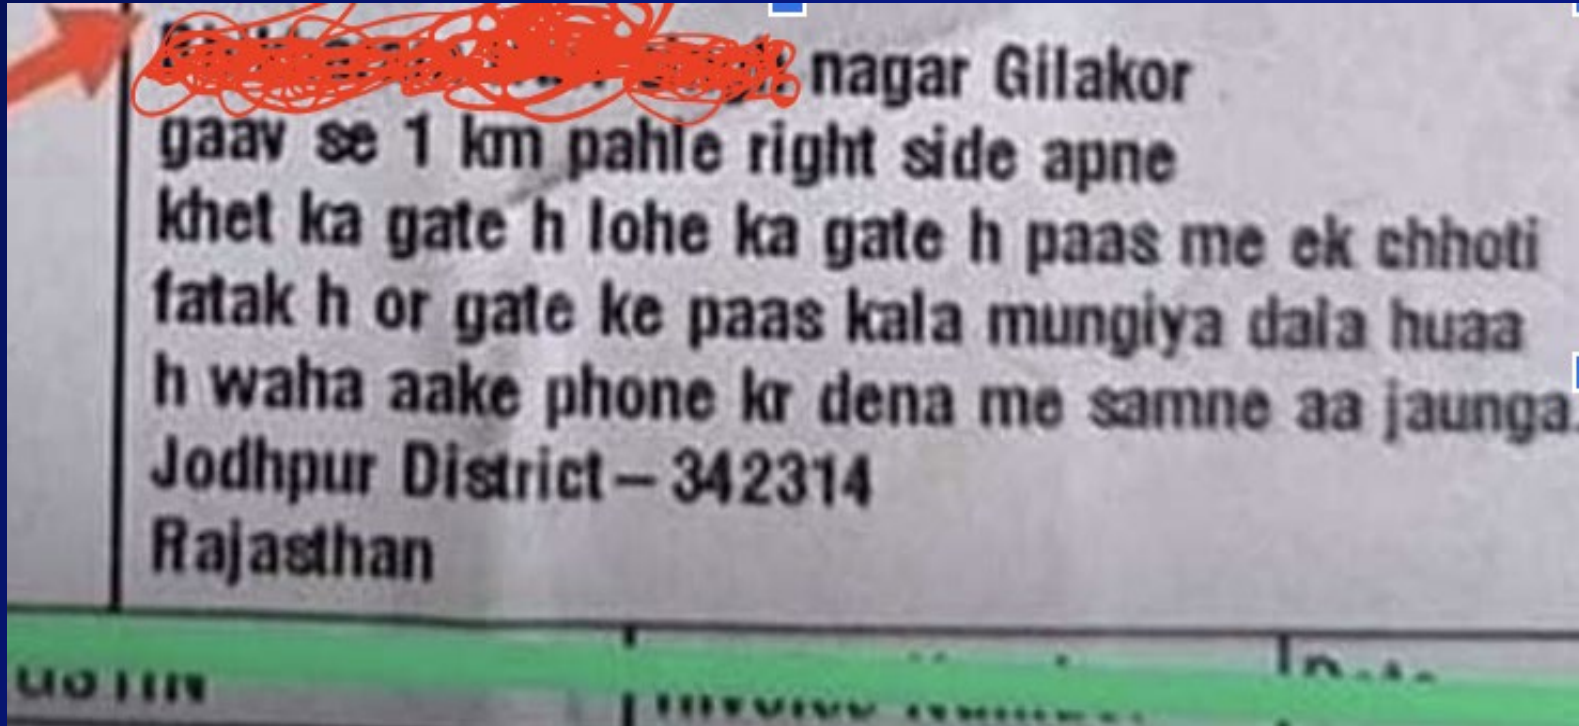 nagar Gilakor
gaav se 1 km pahle right side apne
khet ka gate h lohe ka gate h paas me ek chhoti
fatak h or gate ke paas kala mungiya dala huaa
h waha aake phone kr dena me samne aa jaunga.
Jodhpur District – 342314
Rajasthan